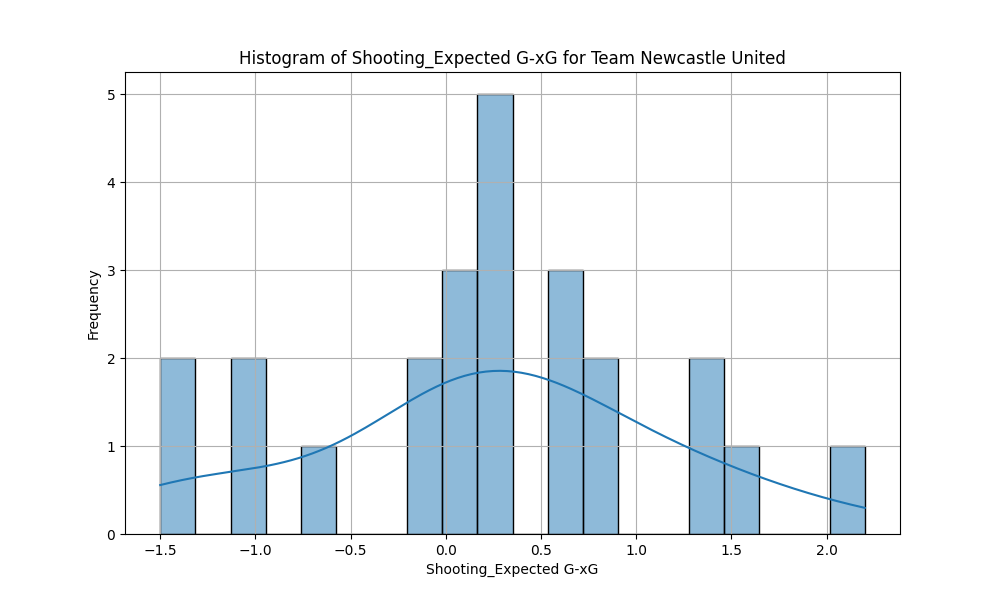 Histogram of Shooting_Expected G-xG for Team Newcastle United
5
4
3
2
1
0
Frequency
−1.5 −1.0 −0.5 0.0 0.5 1.0 1.5 2.0
Shooting_Expected G-xG